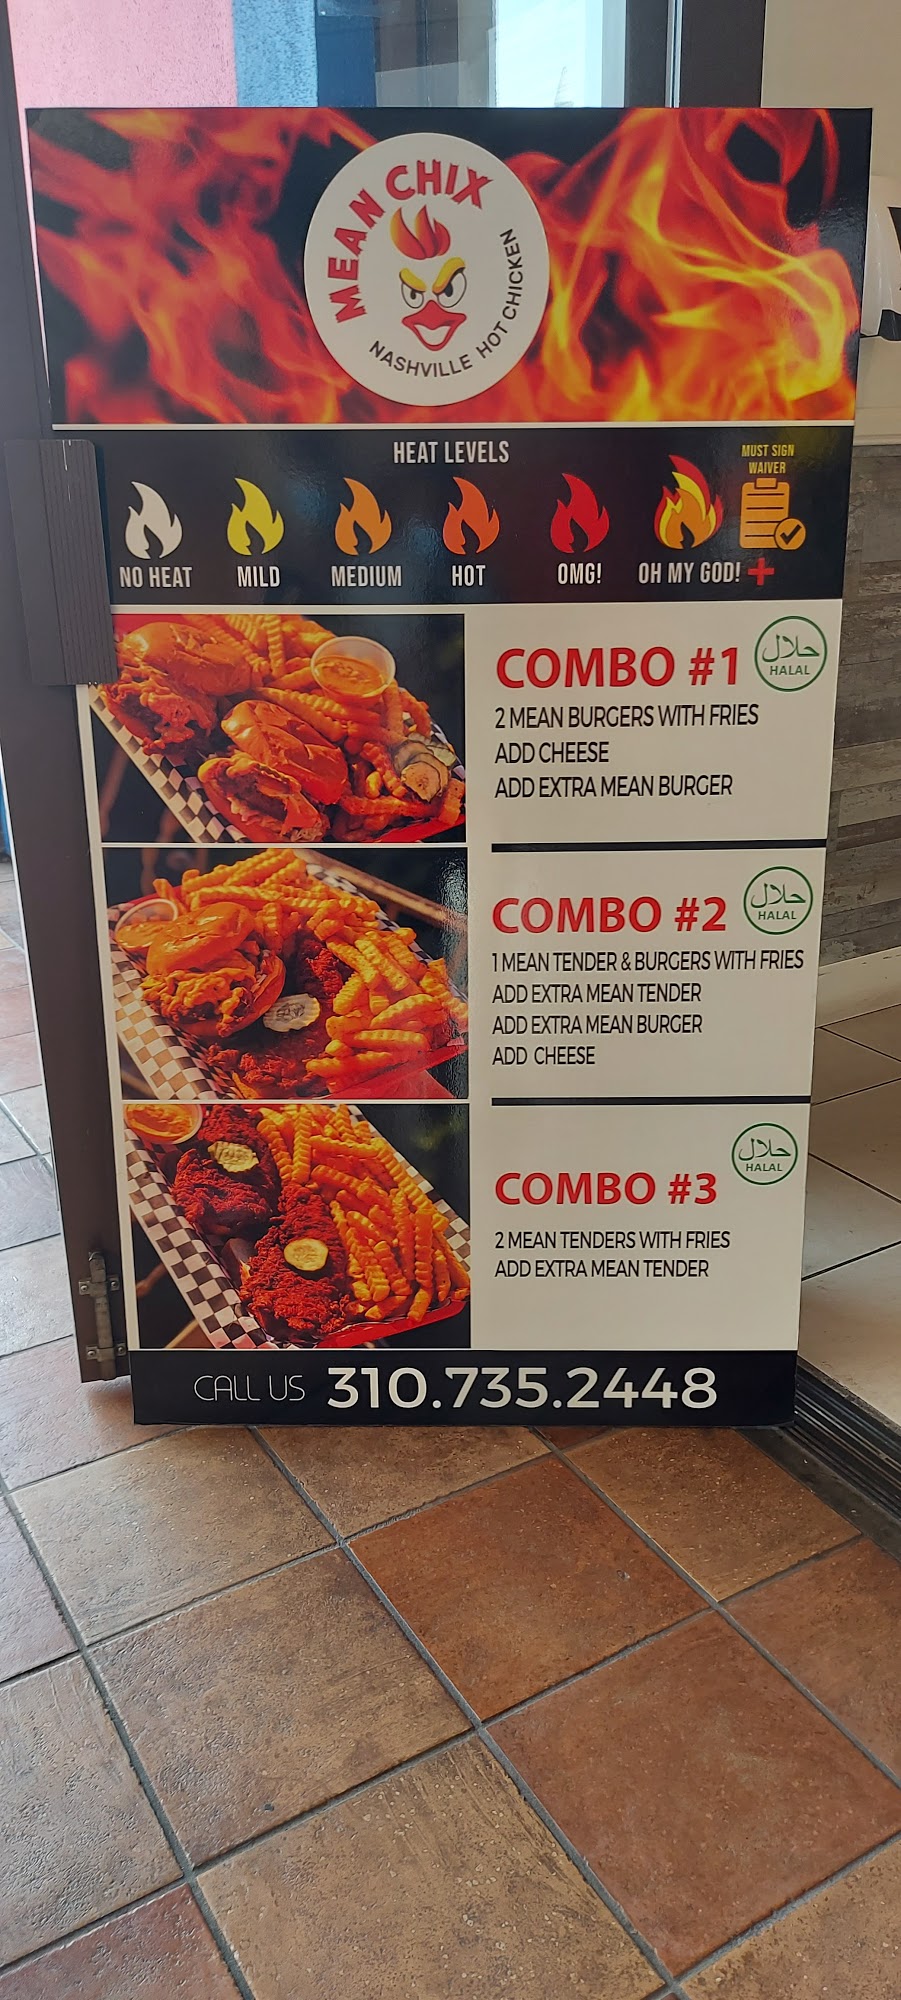 MEAN CHIX
NASHVILLE HOT CHICKEN
HEAT LEVELS
MUST SIGN
WAIVER
NO HEAT
MILD
MEDIUM
HOT
OMG!
OH MY GOD! +
COMBO #1
حلال
HALAL
2 MEAN BURGERS WITH FRIES
ADD CHEESE
ADD EXTRA MEAN BURGER
COMBO #2
حلال
HALAL
1 MEAN TENDER & BURGERS WITH FRIES
ADD EXTRA MEAN TENDER
ADD EXTRA MEAN BURGER
ADD CHEESE
COMBO #3
حلال
HALAL
2 MEAN TENDERS WITH FRIES
ADD EXTRA MEAN TENDER
CALL US 310.735.2448